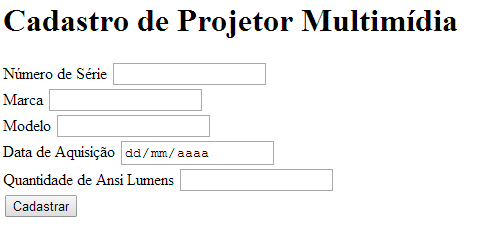 Cadastro de Projetor Multimídia
Número de Série
Marca
Modelo
Data de Aquisição dd/mm/aaaa
Quantidade de Ansi Lumens
Cadastrar